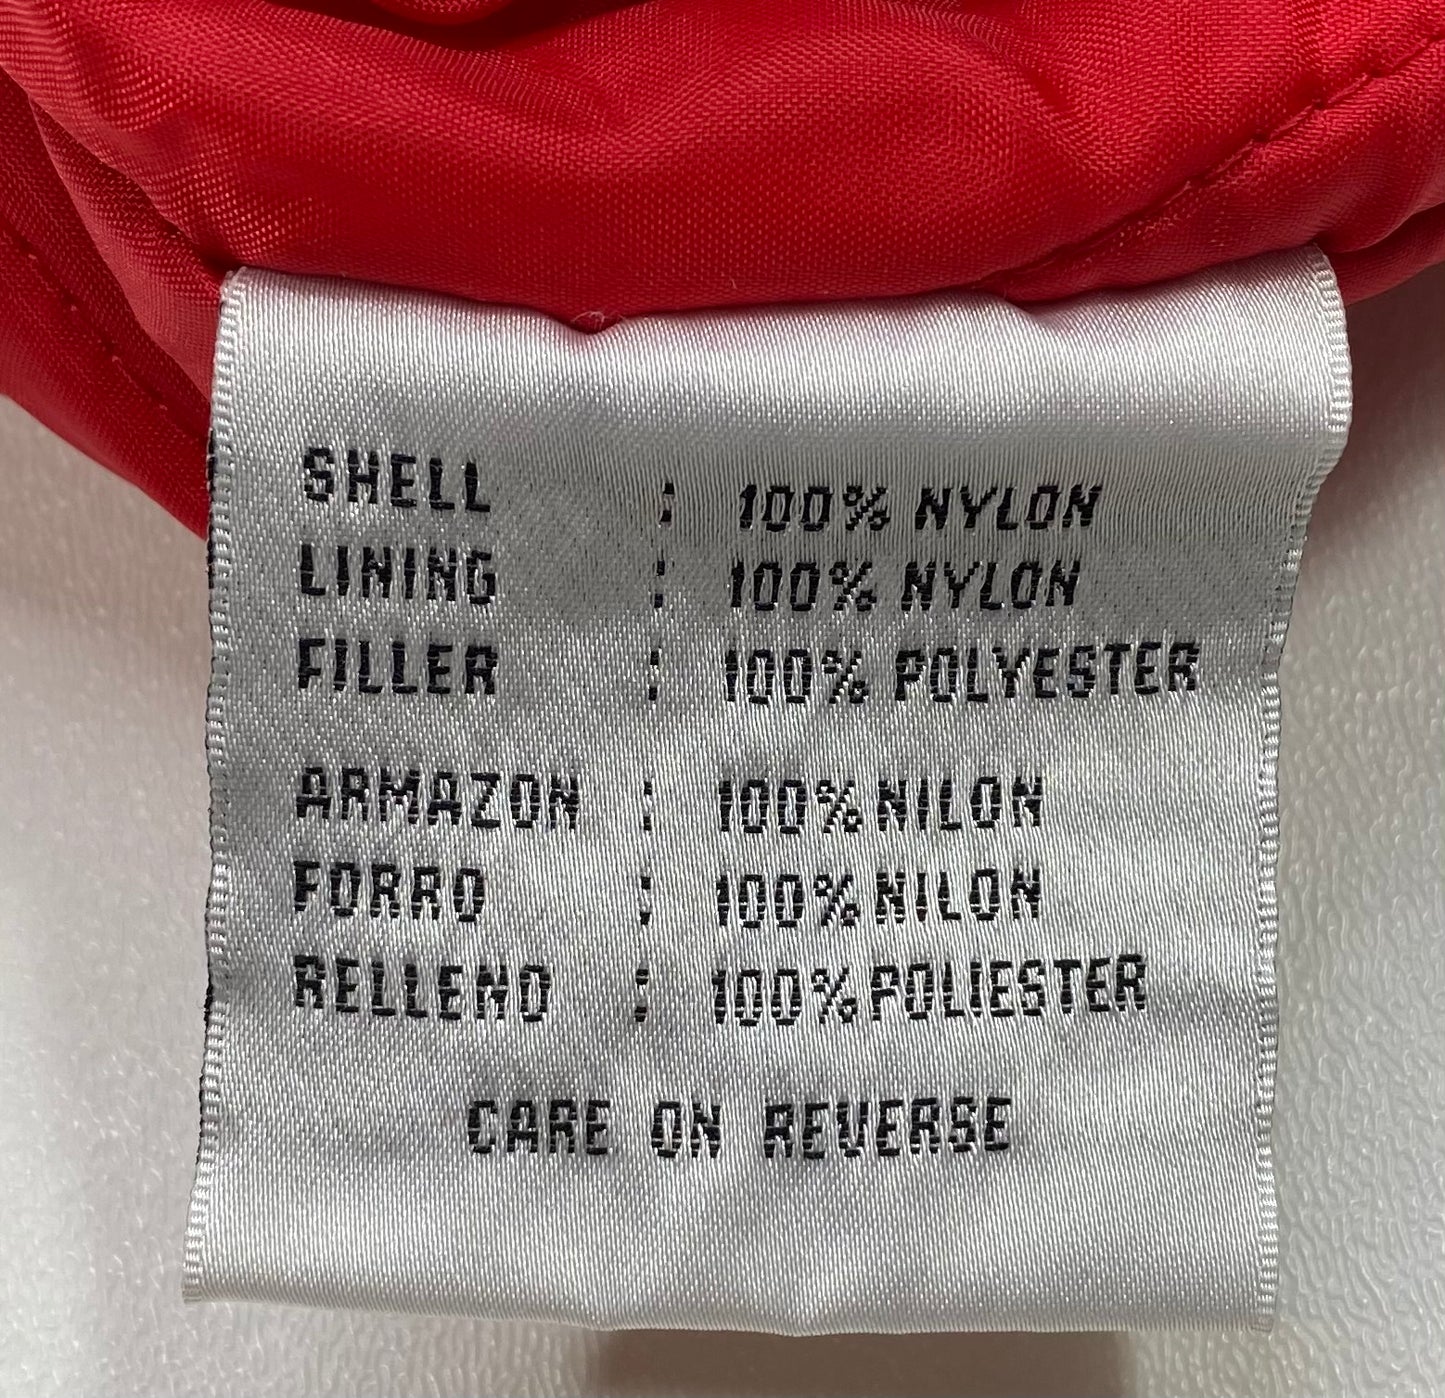 SHELL : 100% NYLON
LINING : 100% NYLON
FILLER : 100% POLYESTER
ARMAZON : 100% NILON
FORRO : 100% NILON
RELLENO : 100% POLIESTER
CARE ON REVERSE